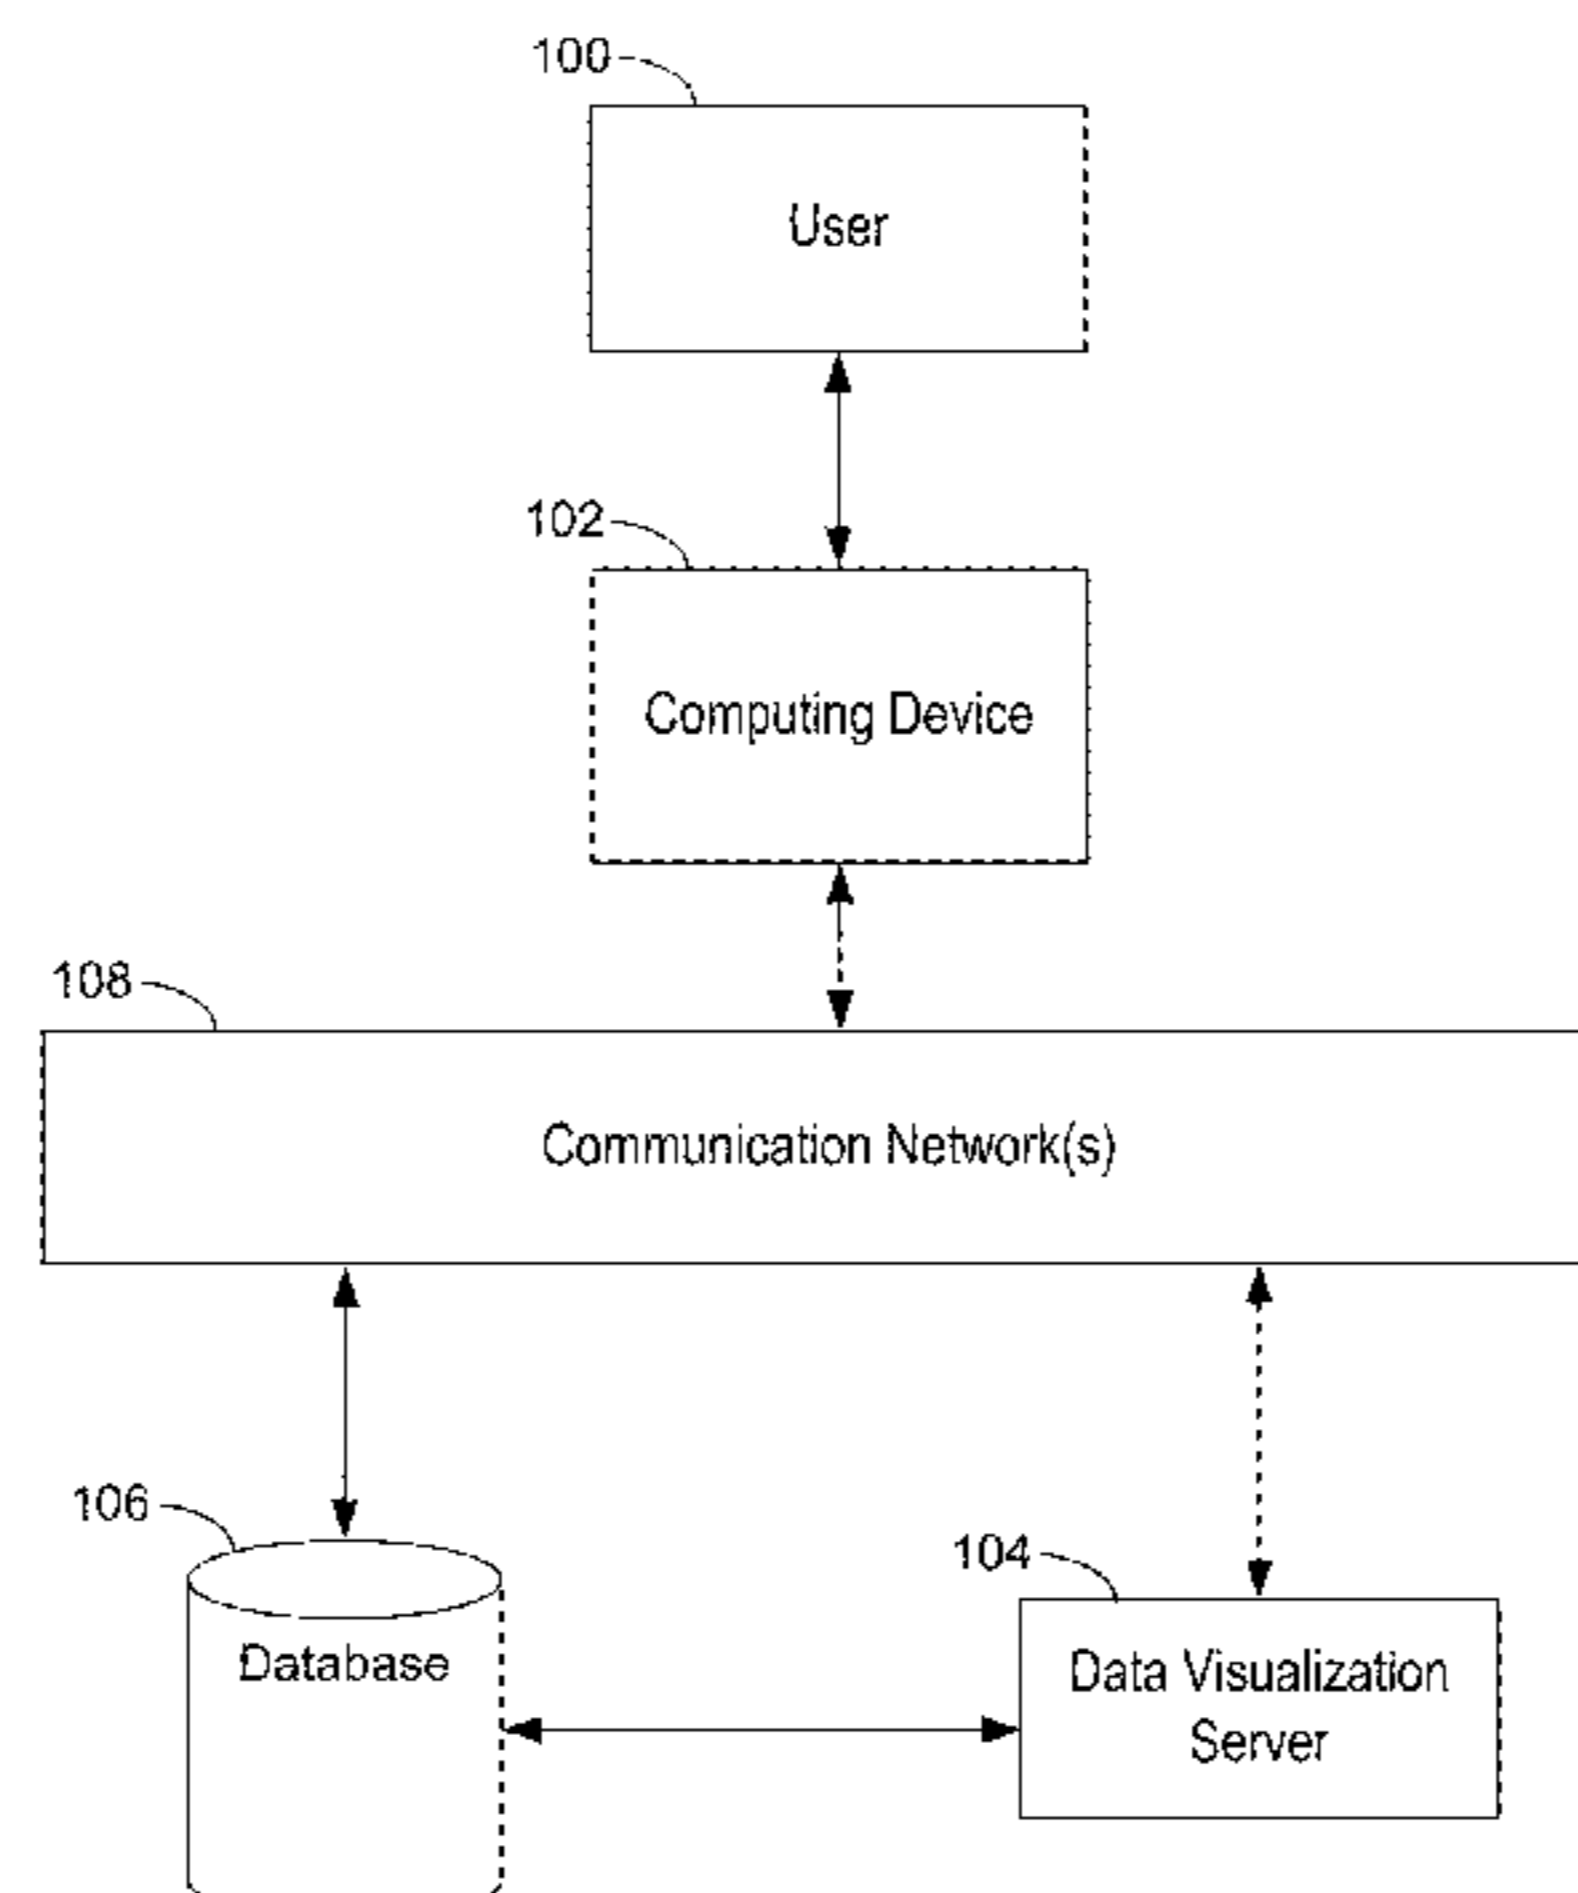 100
User
102
Computing Device
108
Communication Network(s)
106
Database
104
Data Visualization
Server